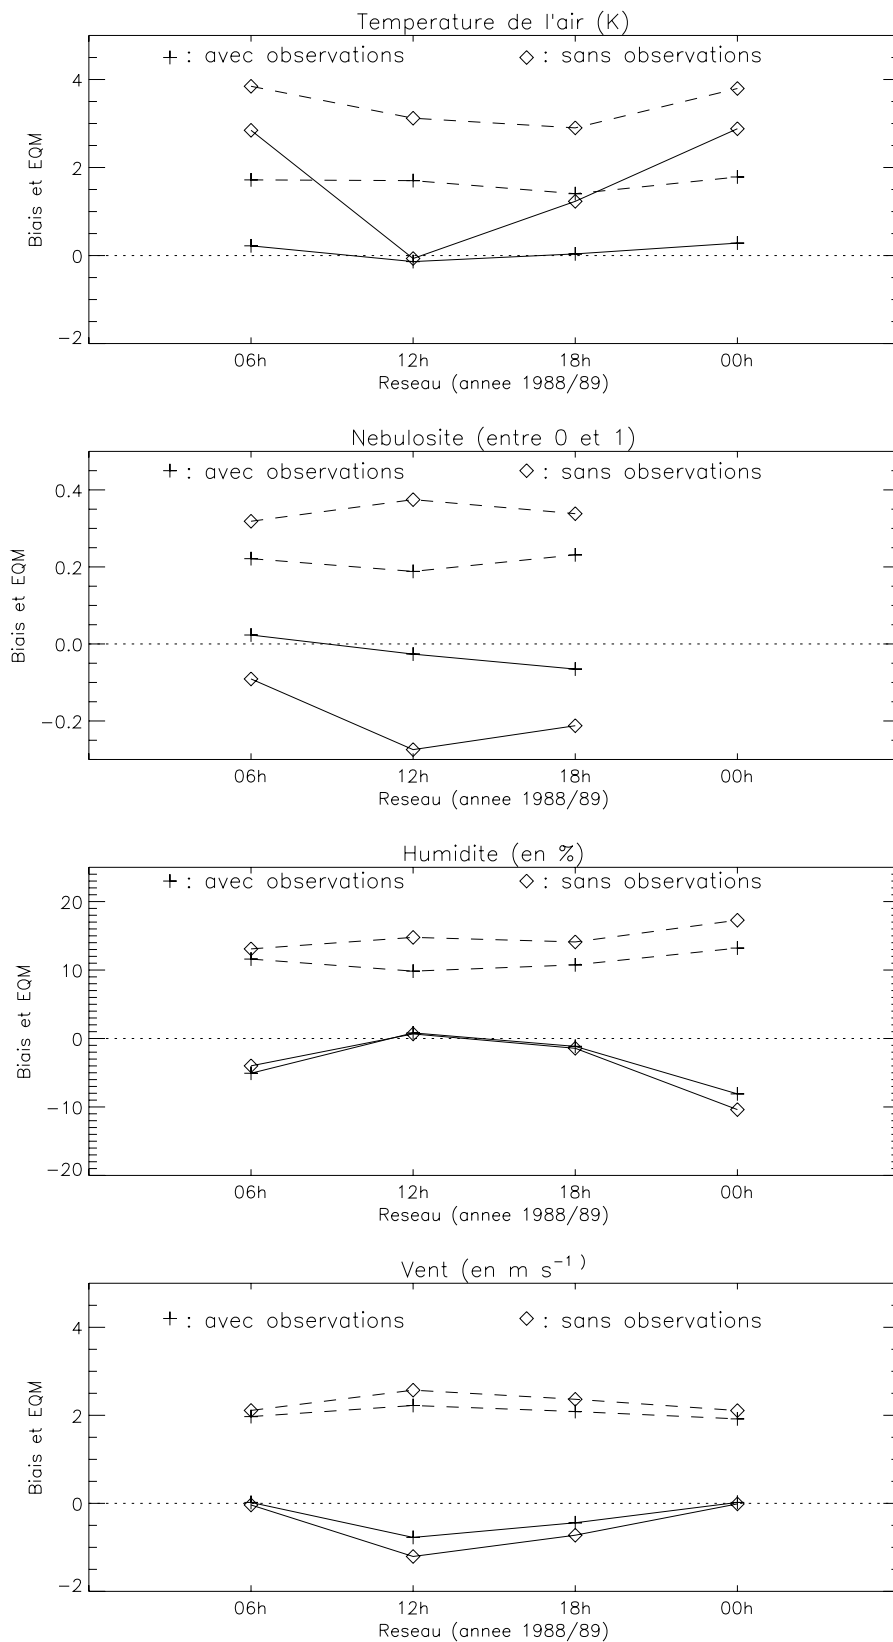 Temperature de l'air (K)
+ : avec observations ◇ : sans observations
4
2
0
−2
Biais et EQM
06h 12h 18h 00h
Reseau (annee 1988/89)
Nebulosite (entre 0 et 1)
+ : avec observations ◇ : sans observations
0.4
0.2
0.0
−0.2
Biais et EQM
06h 12h 18h 00h
Reseau (annee 1988/89)
Humidite (en %)
+ : avec observations ◇ : sans observations
20
10
0
−10
−20
Biais et EQM
06h 12h 18h 00h
Reseau (annee 1988/89)
Vent (en m s⁻¹)
+ : avec observations ◇ : sans observations
4
2
0
−2
Biais et EQM
06h 12h 18h 00h
Reseau (annee 1988/89)